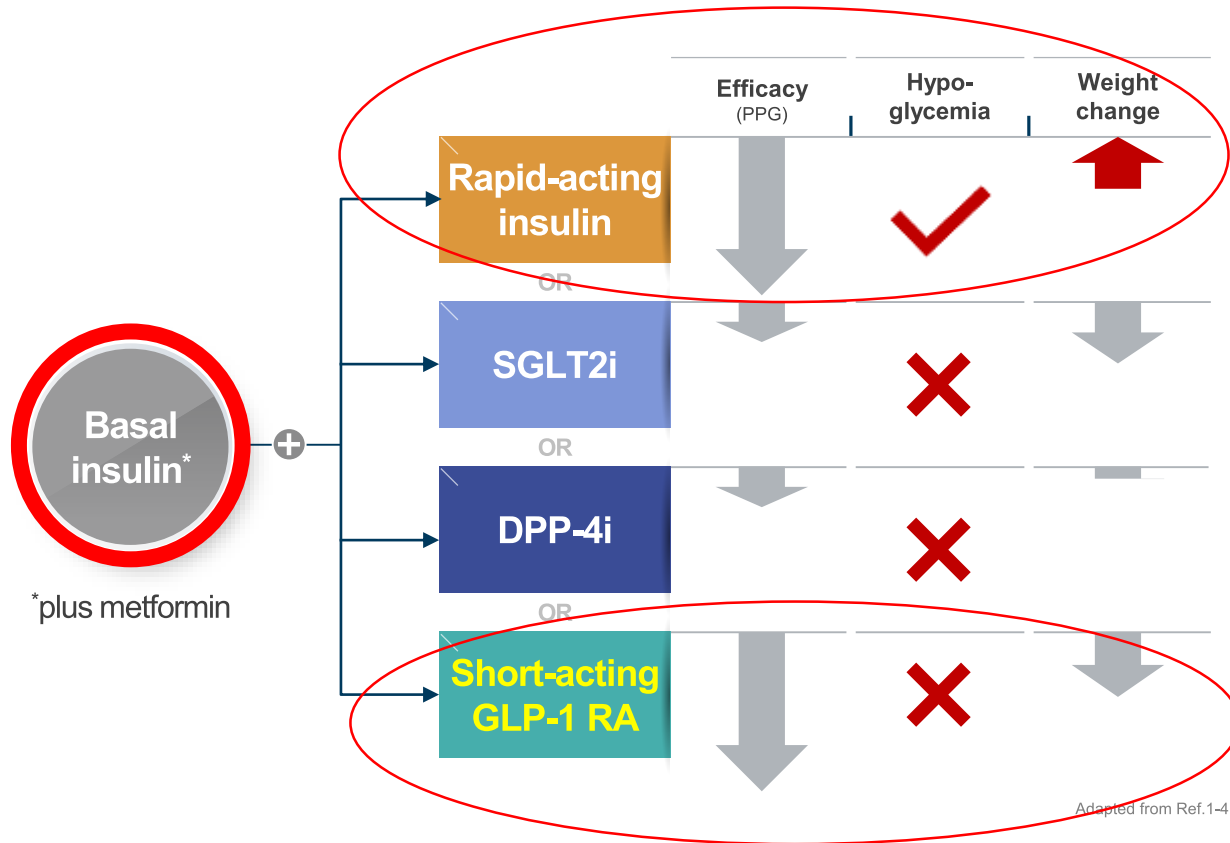 Efficacy
(PPG)
Hypo-
glycemia
Weight
change
Rapid-acting
insulin
OR
SGLT2i
OR
Basal
insulin*
DPP-4i
*plus metformin
OR
Short-acting
GLP-1 RA
Adapted from Ref.1-4